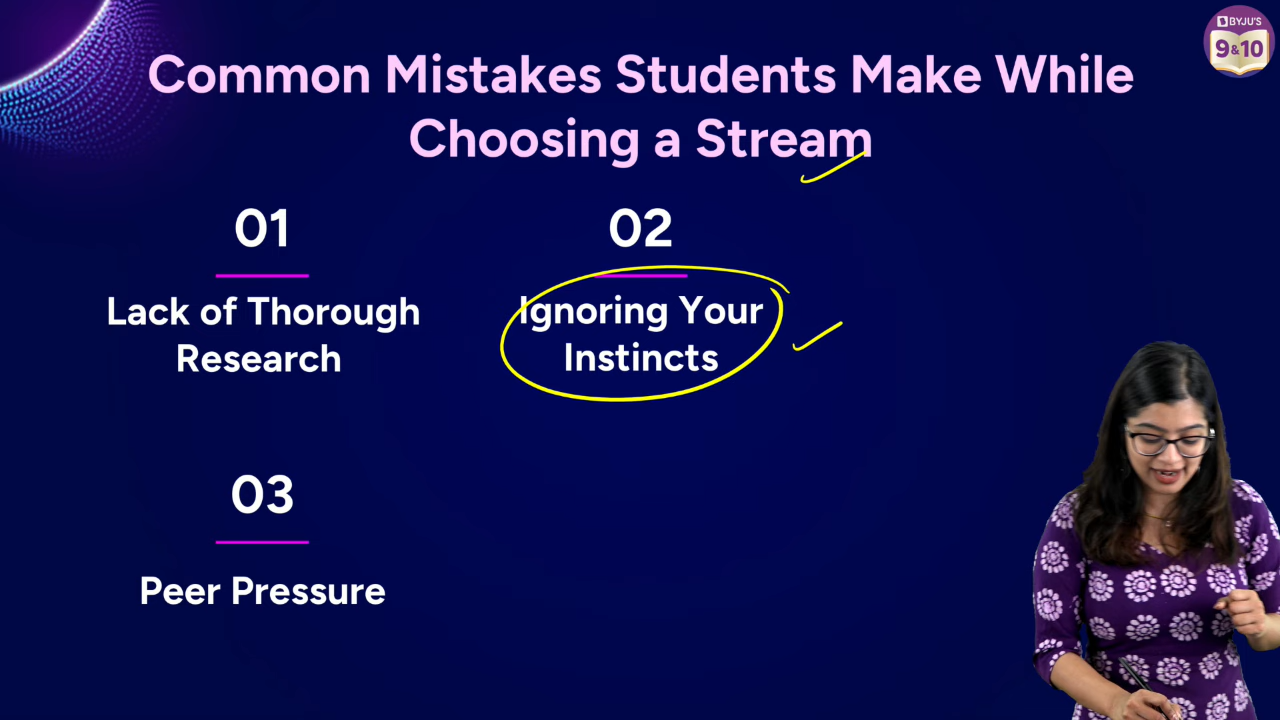 BYJU'S
9&10
Common Mistakes Students Make While
Choosing a Stream
01
Lack of Thorough
Research
02
Ignoring Your
Instincts
03
Peer Pressure